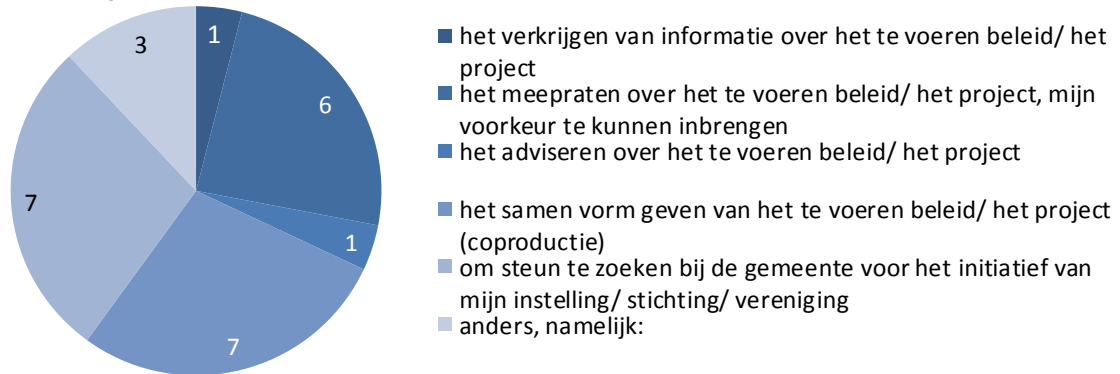 1
6
1
7
7
3
het verkrijgen van informatie over het te voeren beleid/ het
project
het meepraten over het te voeren beleid/ het project, mijn
voorkeur te kunnen inbrengen
het adviseren over het te voeren beleid/ het project
het samen vorm geven van het te voeren beleid/ het project
(coproductie)
om steun te zoeken bij de gemeente voor het initiatief van
mijn instelling/ stichting/ vereniging
anders, namelijk: